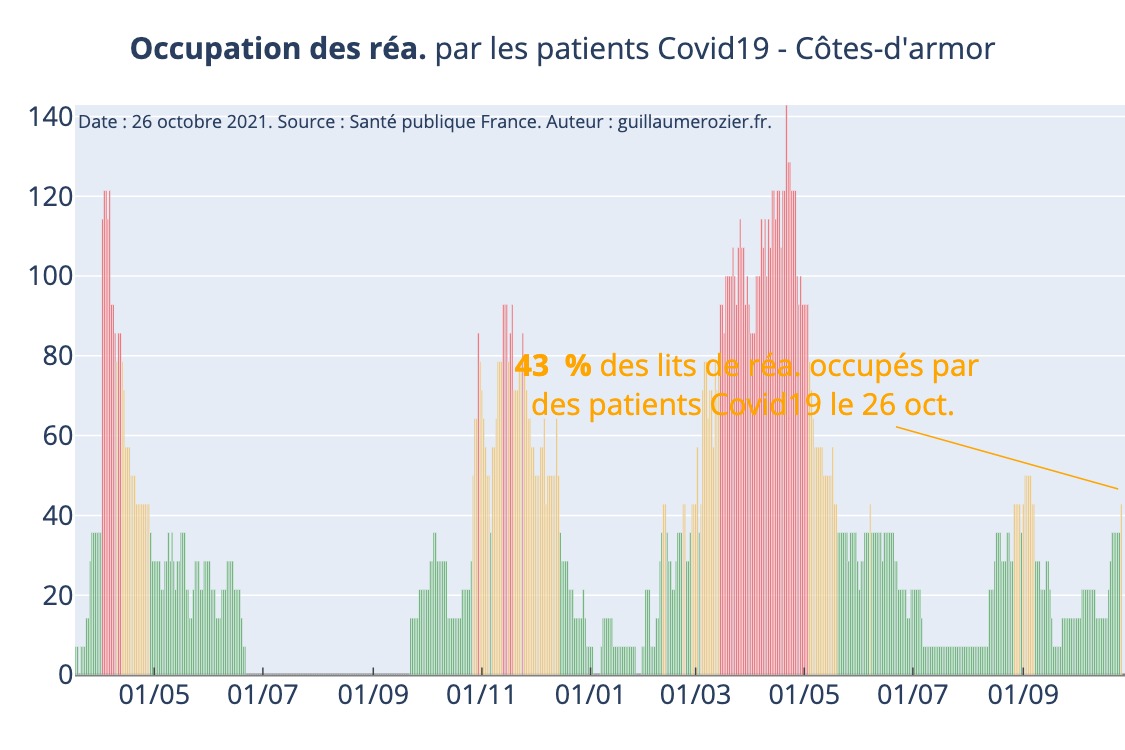 Occupation des réa. par les patients Covid19 - Côtes-d'armor
140
Date : 26 octobre 2021. Source : Santé publique France. Auteur : guillaumerozier.fr.
120
100
80
43 % des lits de réa. occupés par
des patients Covid19 le 26 oct.
60
40
20
0
01/05 01/07 01/09 01/11 01/01 01/03 01/05 01/07 01/09